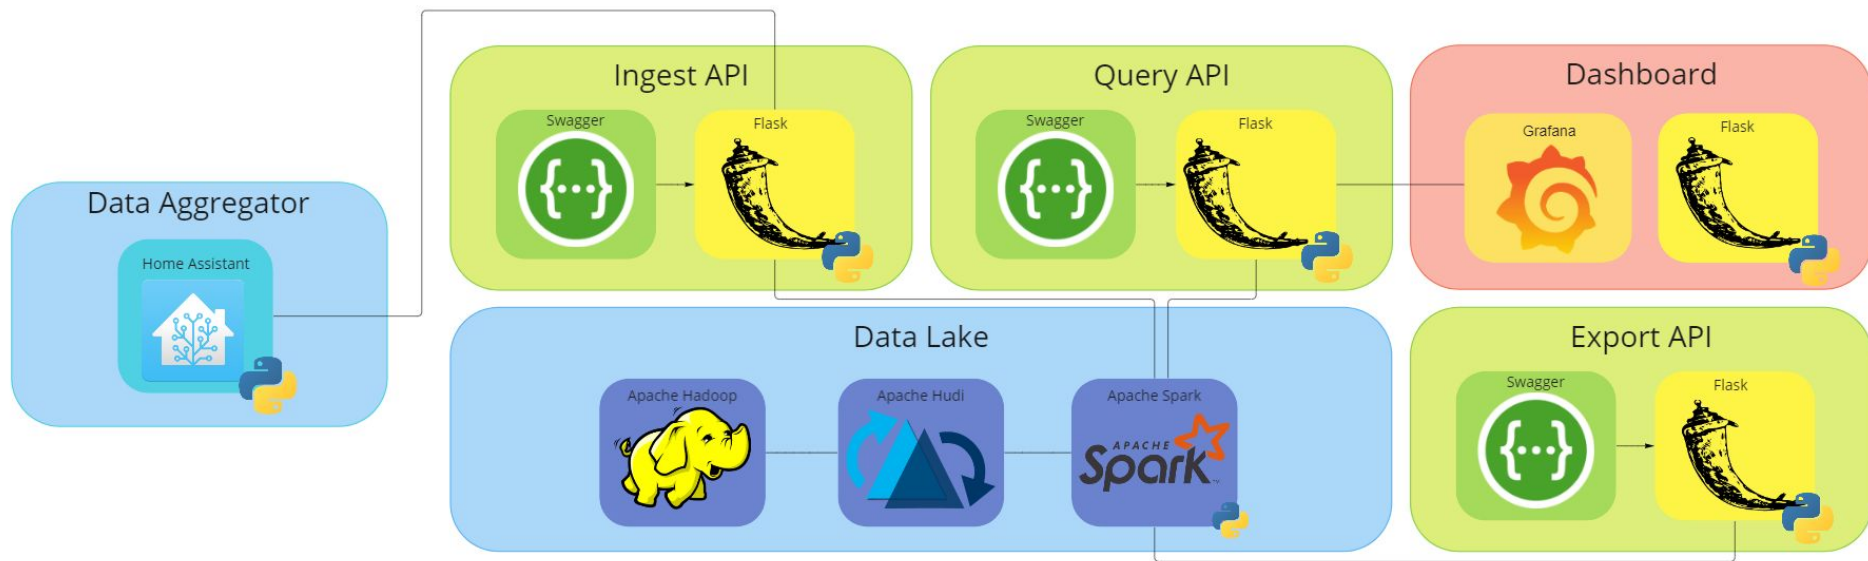 Data Aggregator
Home Assistant
Ingest API
Swagger
{...}
Flask
Query API
Swagger
{...}
Flask
Dashboard
Grafana
Flask
Data Lake
Apache Hadoop
Apache Hudi
Apache Spark
APACHE
Spark
Export API
Swagger
{...}
Flask